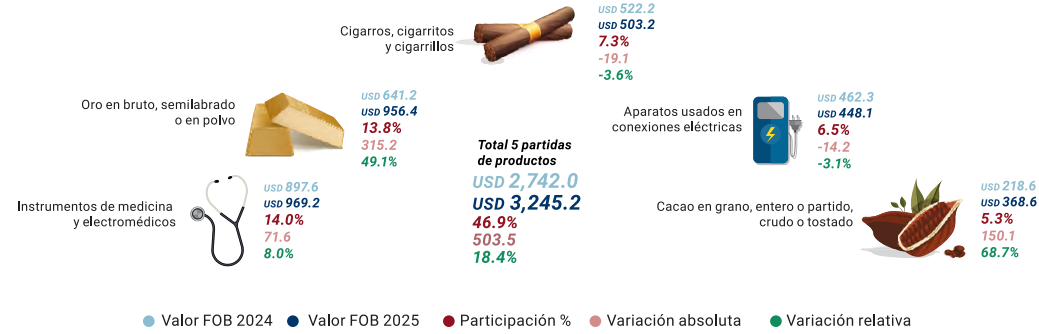 Cigarros, cigarritos
y cigarrillos
USD 522.2
USD 503.2
7.3%
-19.1
-3.6%
Oro en bruto, semilabrado
o en polvo
USD 641.2
USD 956.4
13.8%
315.2
49.1%
Aparatos usados en
conexiones eléctricas
USD 462.3
USD 448.1
6.5%
-14.2
-3.1%
Total 5 partidas
de productos
USD 2,742.0
USD 3,245.2
46.9%
503.5
18.4%
Instrumentos de medicina
y electromédicos
USD 897.6
USD 969.2
14.0%
71.6
8.0%
Cacao en grano, entero o partido,
crudo o tostado
USD 218.6
USD 368.6
5.3%
150.1
68.7%
Valor FOB 2024 Valor FOB 2025 Participación % Variación absoluta Variación relativa